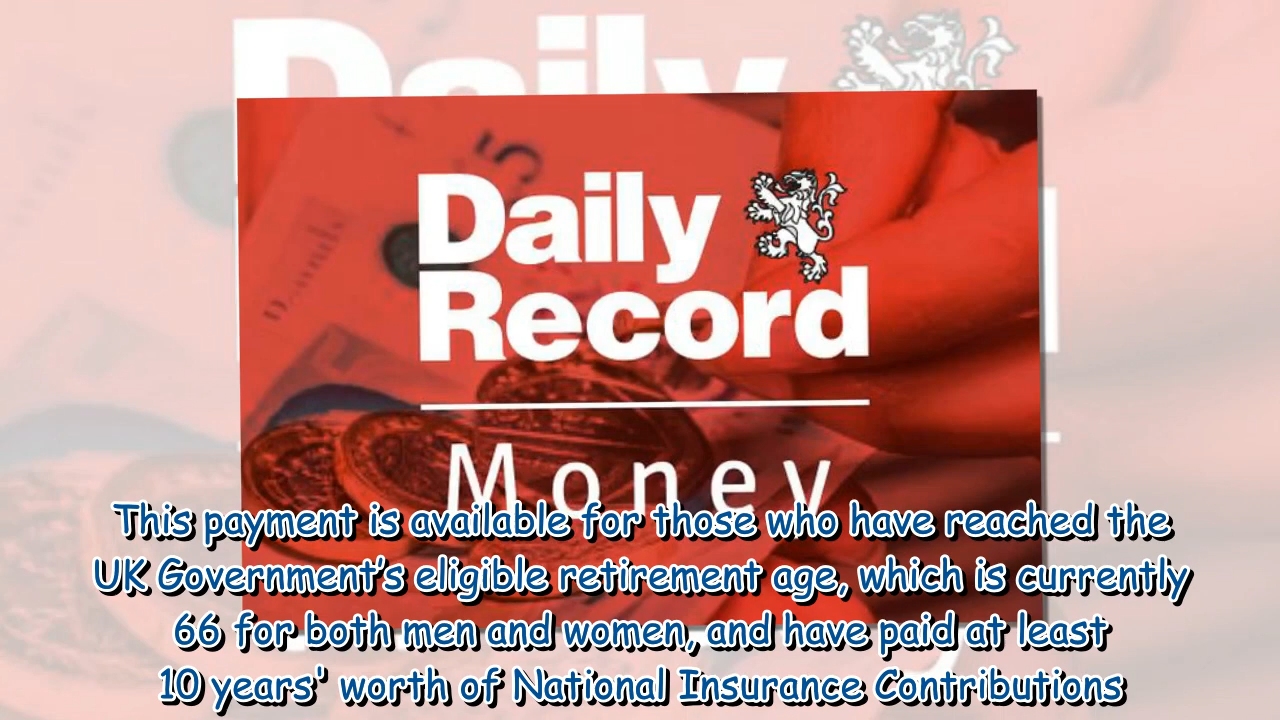 Daily
Daily
Record
Money
This payment is available for those who have reached the
UK Government’s eligible retirement age, which is currently
66 for both men and women, and have paid at least
10 years' worth of National Insurance Contributions